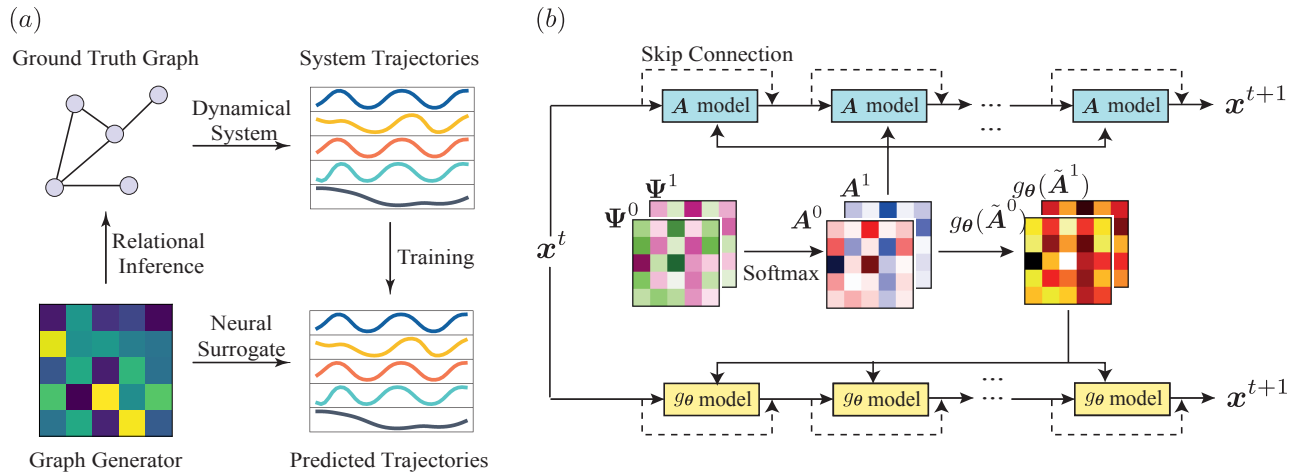 (a)
Ground Truth Graph
System Trajectories
Dynamical
System
Relational
Inference
Training
Neural
Surrogate
Graph Generator
Predicted Trajectories
(b)
Skip Connection
A model
A model
...
...
A model
x^{t+1}
x^t
Ψ^1
Ψ^0
Softmax
A^1
A^0
g_θ(Ã^1)
g_θ(Ã^0)
g_θ model
g_θ model
...
...
g_θ model
x^{t+1}